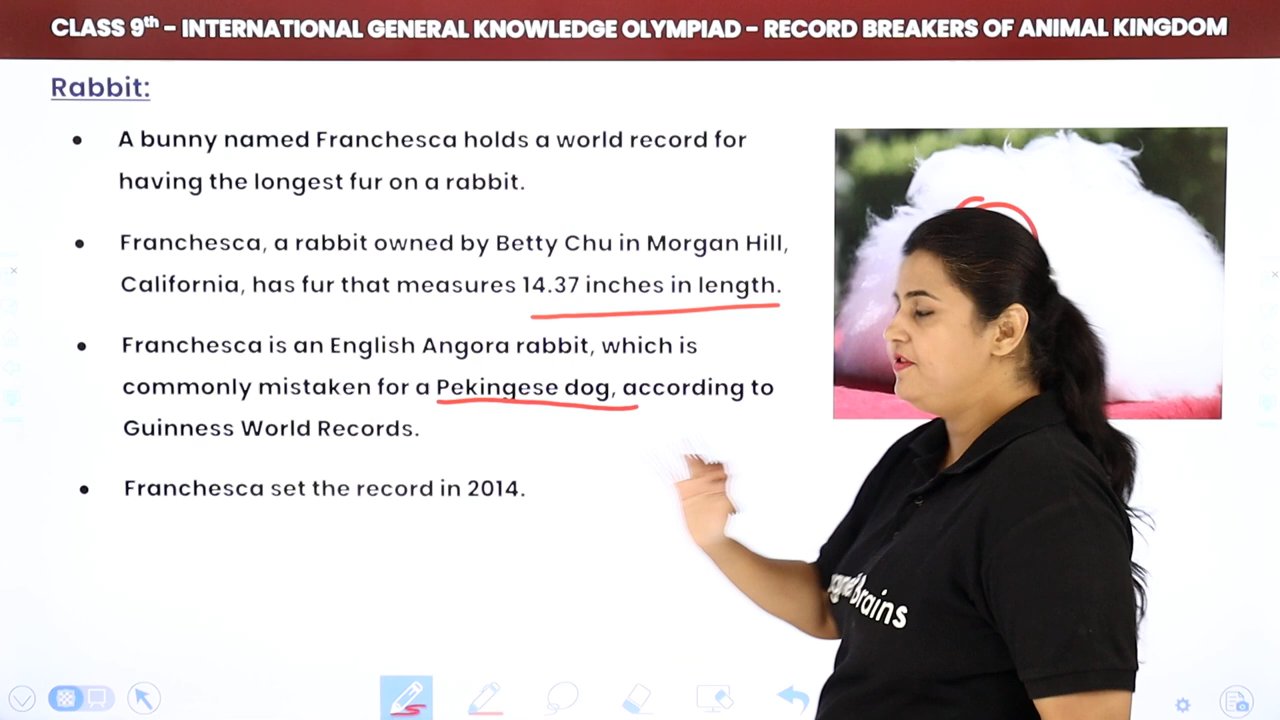 CLASS 9th – INTERNATIONAL GENERAL KNOWLEDGE OLYMPIAD – RECORD BREAKERS OF ANIMAL KINGDOM
Rabbit:
• A bunny named Franchesca holds a world record for
having the longest fur on a rabbit.
• Franchesca, a rabbit owned by Betty Chu in Morgan Hill,
California, has fur that measures 14.37 inches in length.
• Franchesca is an English Angora rabbit, which is
commonly mistaken for a Pekingese dog, according to
Guinness World Records.
• Franchesca set the record in 2014.
Brains